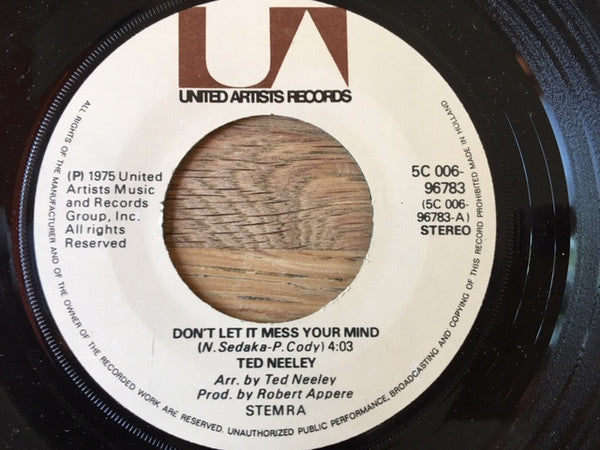 UA
UNITED ARTISTS RECORDS
(P) 1975 United
Artists Music
and Records
Group, Inc.
All rights
Reserved
5C 006-
96783
(5C 006-
96783-A)
STEREO
DON'T LET IT MESS YOUR MIND
(N. Sedaka-P. Cody) 4:03
TED NEELEY
Arr. by Ted Neeley
Prod. by Robert Appere
STEMRA
ALL RIGHTS OF THE MANUFACTURER AND OF THE OWNER OF THE RECORDED WORK ARE RESERVED. UNAUTHORIZED PUBLIC PERFORMANCE, BROADCASTING AND COPYING OF THIS RECORD PROHIBITED MADE IN HOLLAND